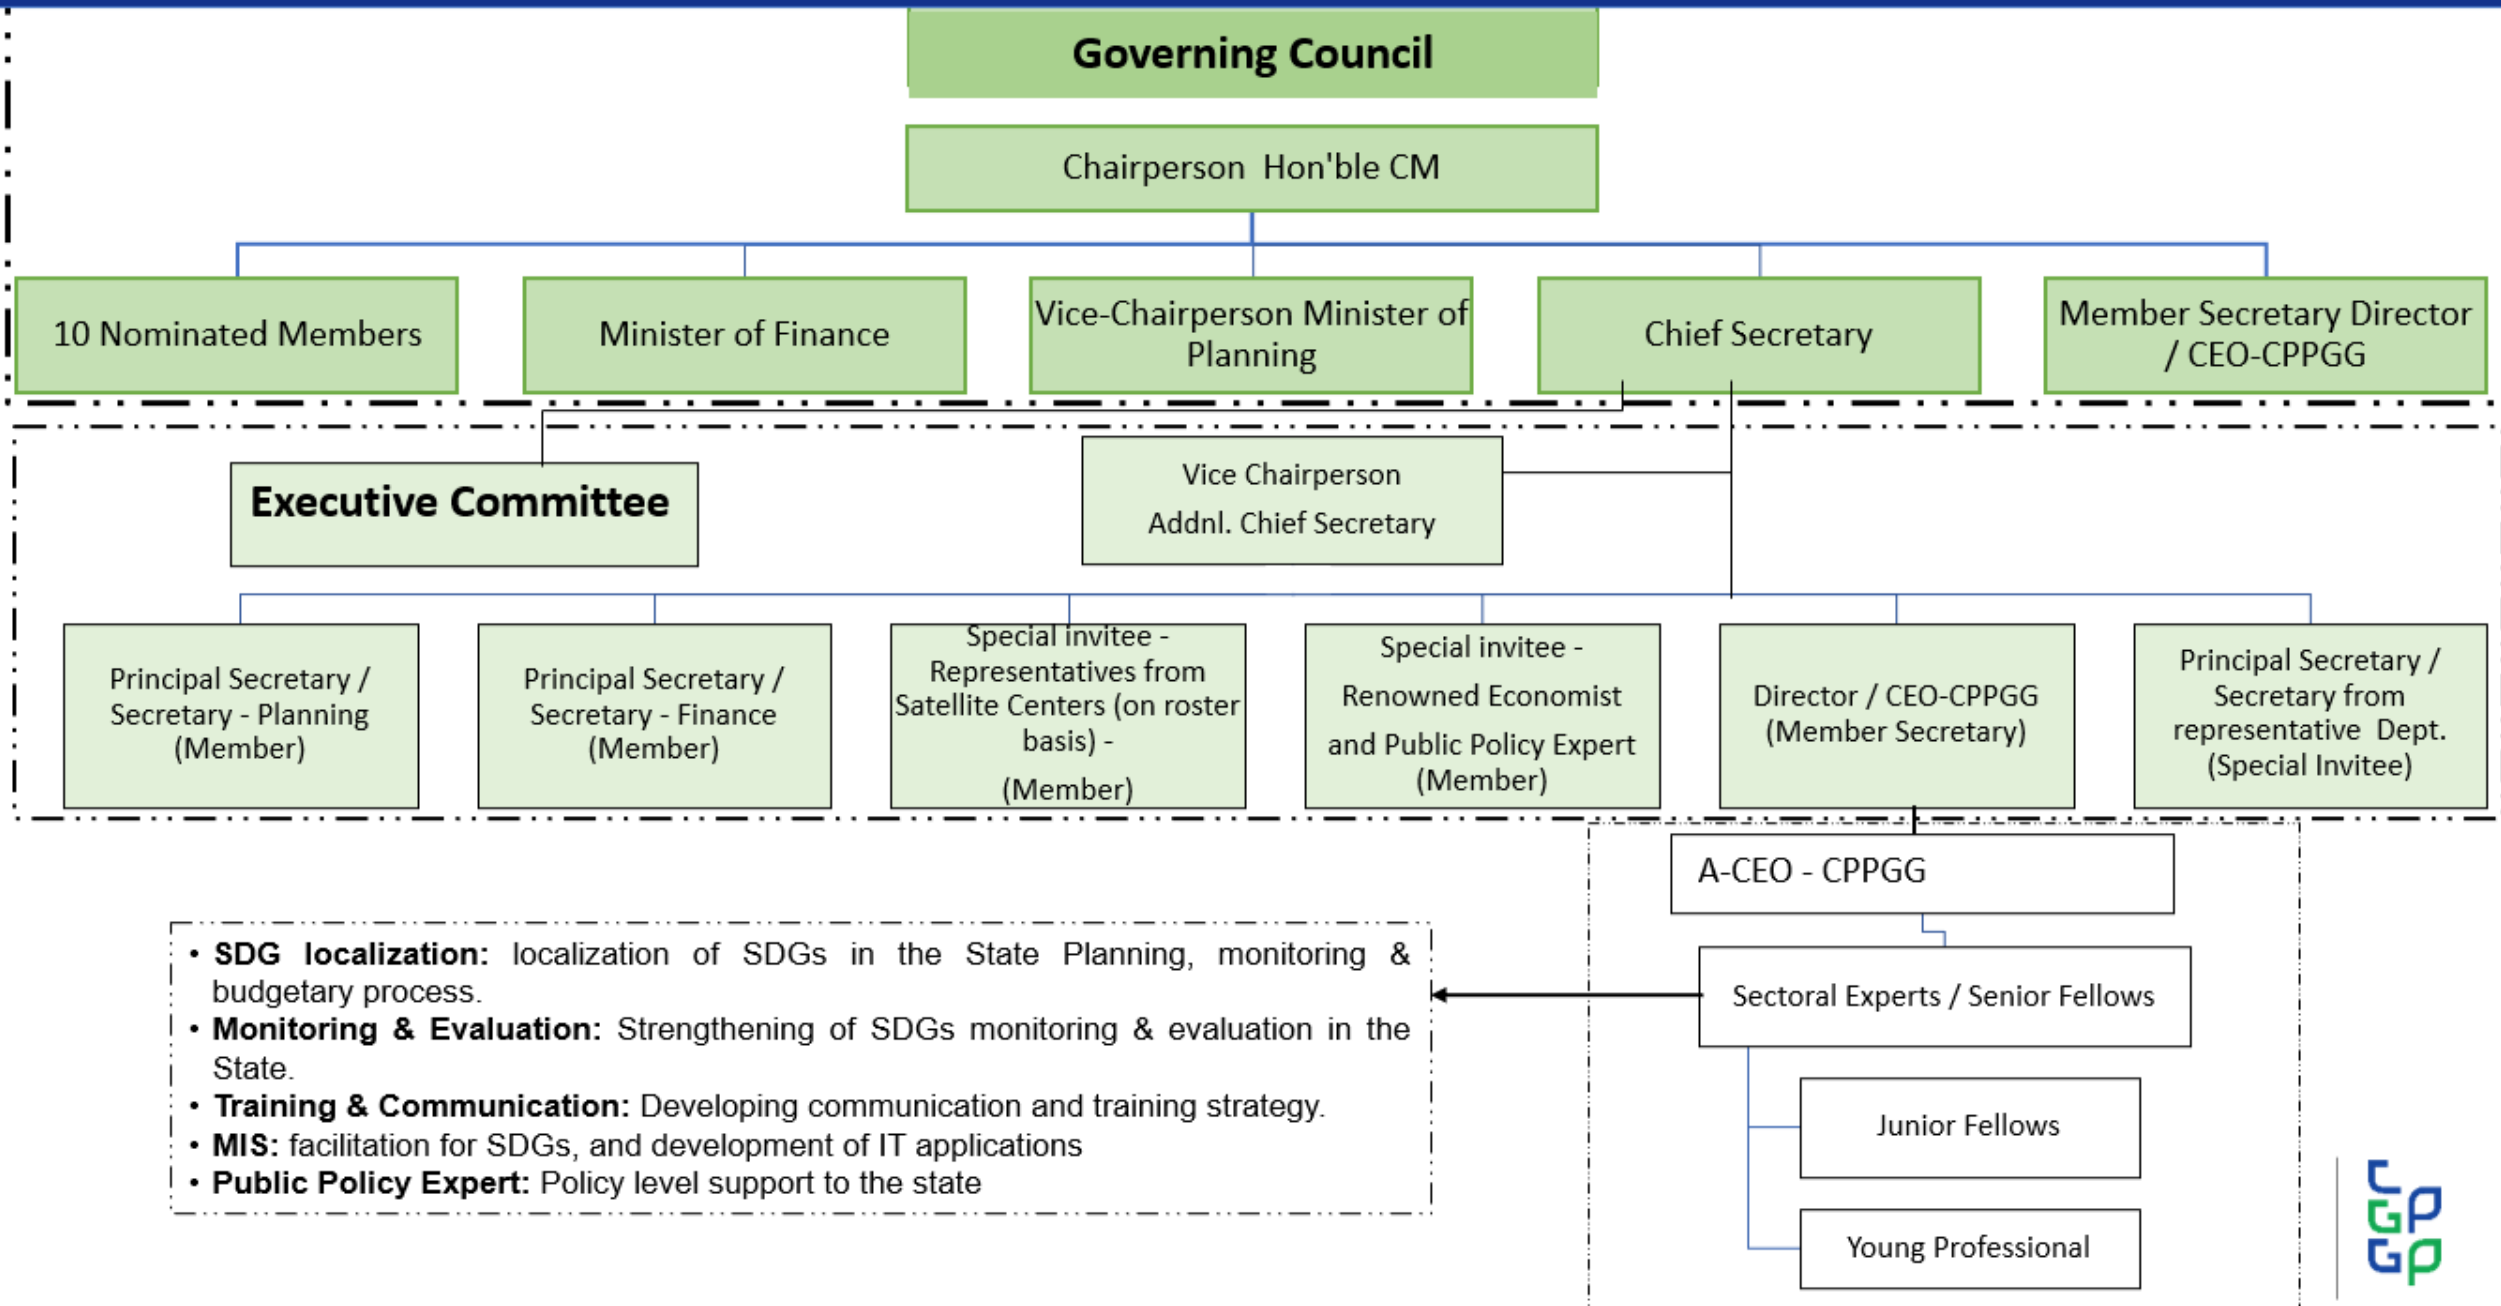 Governing Council
Chairperson  Hon'ble CM
10 Nominated Members
Minister of Finance
Vice-Chairperson Minister of
Planning
Chief Secretary
Member Secretary Director
/ CEO-CPPGG
Executive Committee
Vice Chairperson
Addnl. Chief Secretary
Principal Secretary /
Secretary - Planning
(Member)
Principal Secretary /
Secretary - Finance
(Member)
Special invitee -
Representatives from
Satellite Centers (on roster
basis) -
(Member)
Special invitee -
Renowned Economist
and Public Policy Expert
(Member)
Director / CEO-CPPGG
(Member Secretary)
Principal Secretary /
Secretary from
representative  Dept.
(Special Invitee)
A-CEO - CPPGG
Sectoral Experts / Senior Fellows
Junior Fellows
Young Professional
• SDG localization: localization of SDGs in the State Planning, monitoring &
budgetary process.
• Monitoring & Evaluation: Strengthening of SDGs monitoring & evaluation in the
State.
• Training & Communication: Developing communication and training strategy.
• MIS: facilitation for SDGs, and development of IT applications
• Public Policy Expert: Policy level support to the state
C
GP
GP